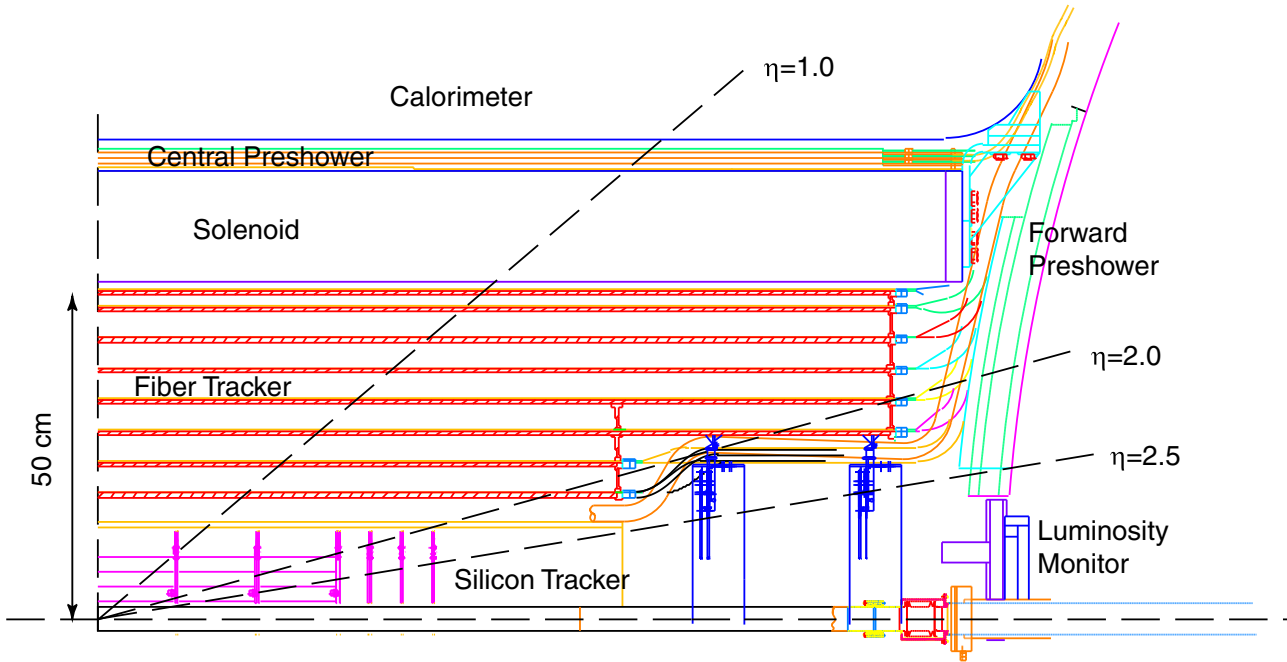 η=1.0
Calorimeter
Central Preshower
Solenoid
Forward
Preshower
η=2.0
Fiber Tracker
50 cm
η=2.5
Luminosity
Monitor
Silicon Tracker